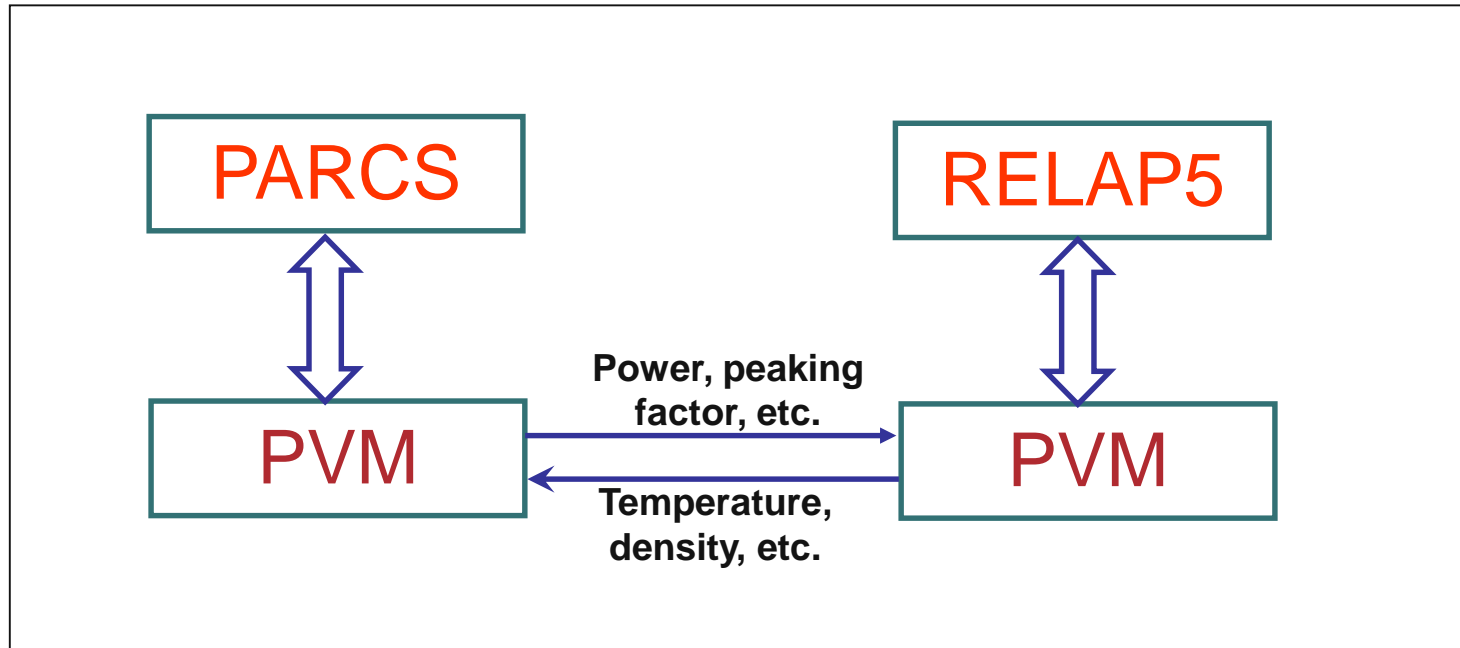 PARCS
RELAP5
Power, peaking
factor, etc.
PVM
PVM
Temperature,
density, etc.